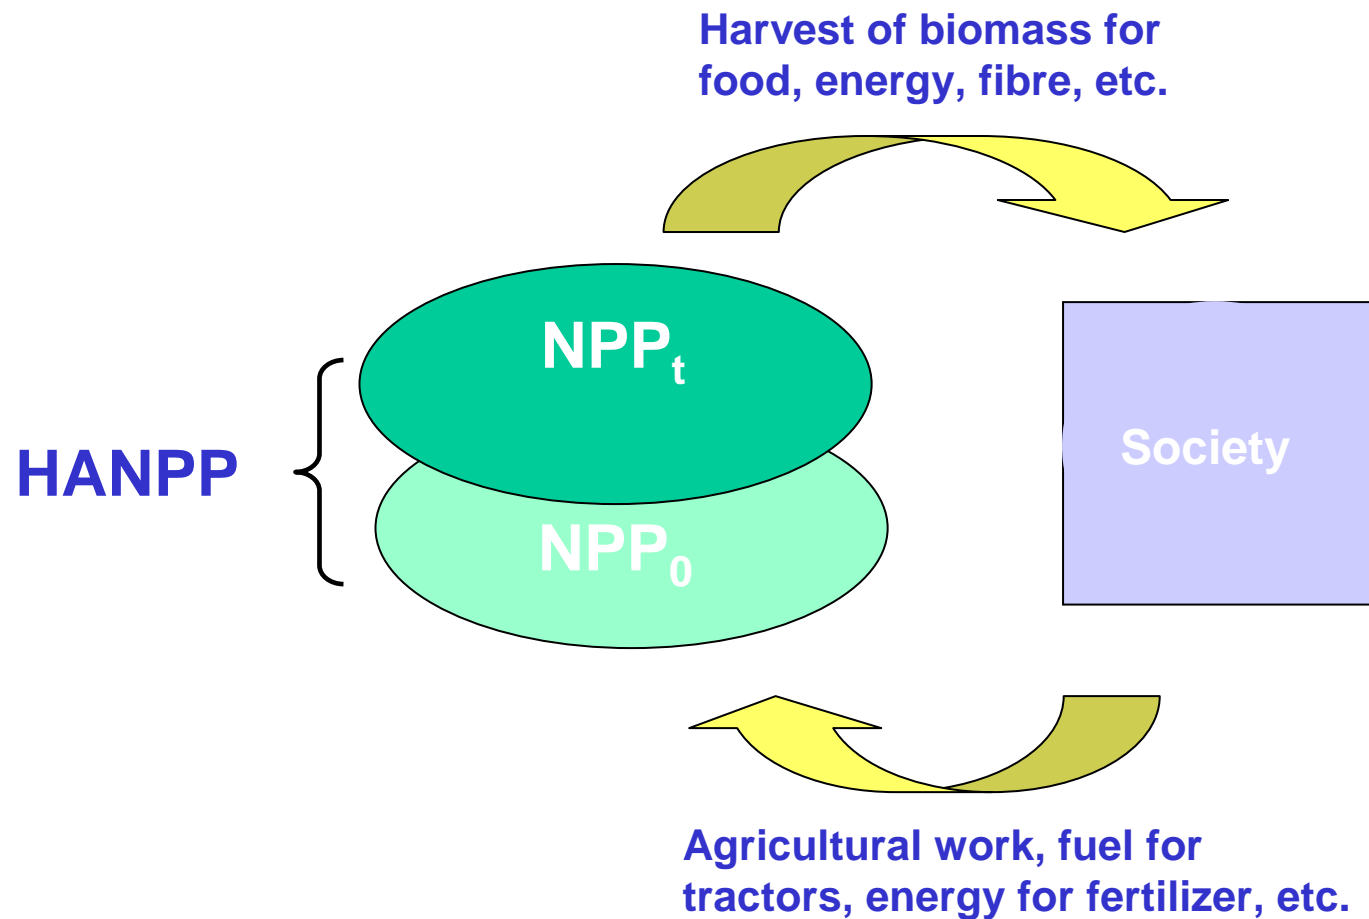 Harvest of biomass for
food, energy, fibre, etc.
NPPt
HANPP
Society
NPP0
Agricultural work, fuel for
tractors, energy for fertilizer, etc.